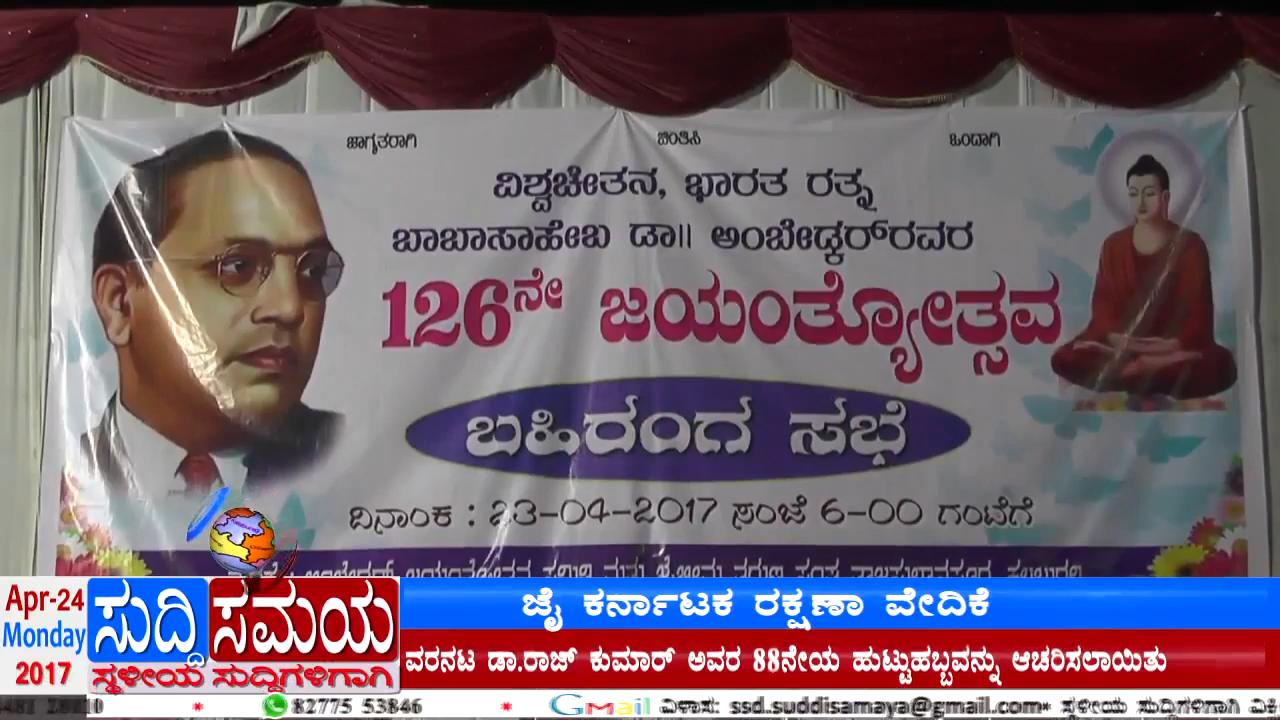 ಜಾಗೃತರಾಗಿ ಚಿಂತಿಸಿ ಒಂದಾಗಿ
ವಿಶ್ವಚೇತನ, ಭಾರತ ರತ್ನ
ಬಾಬಾಸಾಹೇಬ ಡಾ॥ ಅಂಬೇಡ್ಕರ್‌ರವರ
126ನೇ ಜಯಂತ್ಯೋತ್ಸವ
ಬಹಿರಂಗ ಸಭೆ
ದಿನಾಂಕ : 23-04-2017 ಸಂಜೆ 6-00 ಗಂಟೆಗೆ
Apr-24
Monday
2017
ಸುದ್ದಿ ಸಮಯ
ಸ್ಥಳೀಯ ಸುದ್ದಿಗಳಿಗಾಗಿ
ಜೈ ಕರ್ನಾಟಕ ರಕ್ಷಣಾ ವೇದಿಕೆ
ವರನಟ ಡಾ.ರಾಜ್ ಕುಮಾರ್ ಅವರ 88ನೇಯ ಹುಟ್ಟುಹಬ್ಬವನ್ನು ಆಚರಿಸಲಾಯಿತು
* 82775 53846 * Gmail ವಿಳಾಸ: ssd.suddisamaya@gmail.com* ಸ್ಥಳೀಯ ಸುದ್ದಿಗಳಿಗಾಗಿ